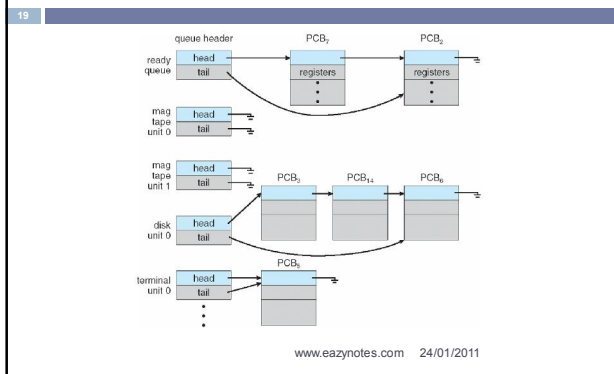 19
queue header PCB₇ PCB₂
ready queue
head
tail
registers
registers
mag tape unit 0
head
tail
mag tape unit 1
head
tail
PCB₃ PCB₁₄ PCB₆
disk unit 0
head
tail
PCB₅
terminal unit 0
head
tail
www.eazynotes.com 24/01/2011